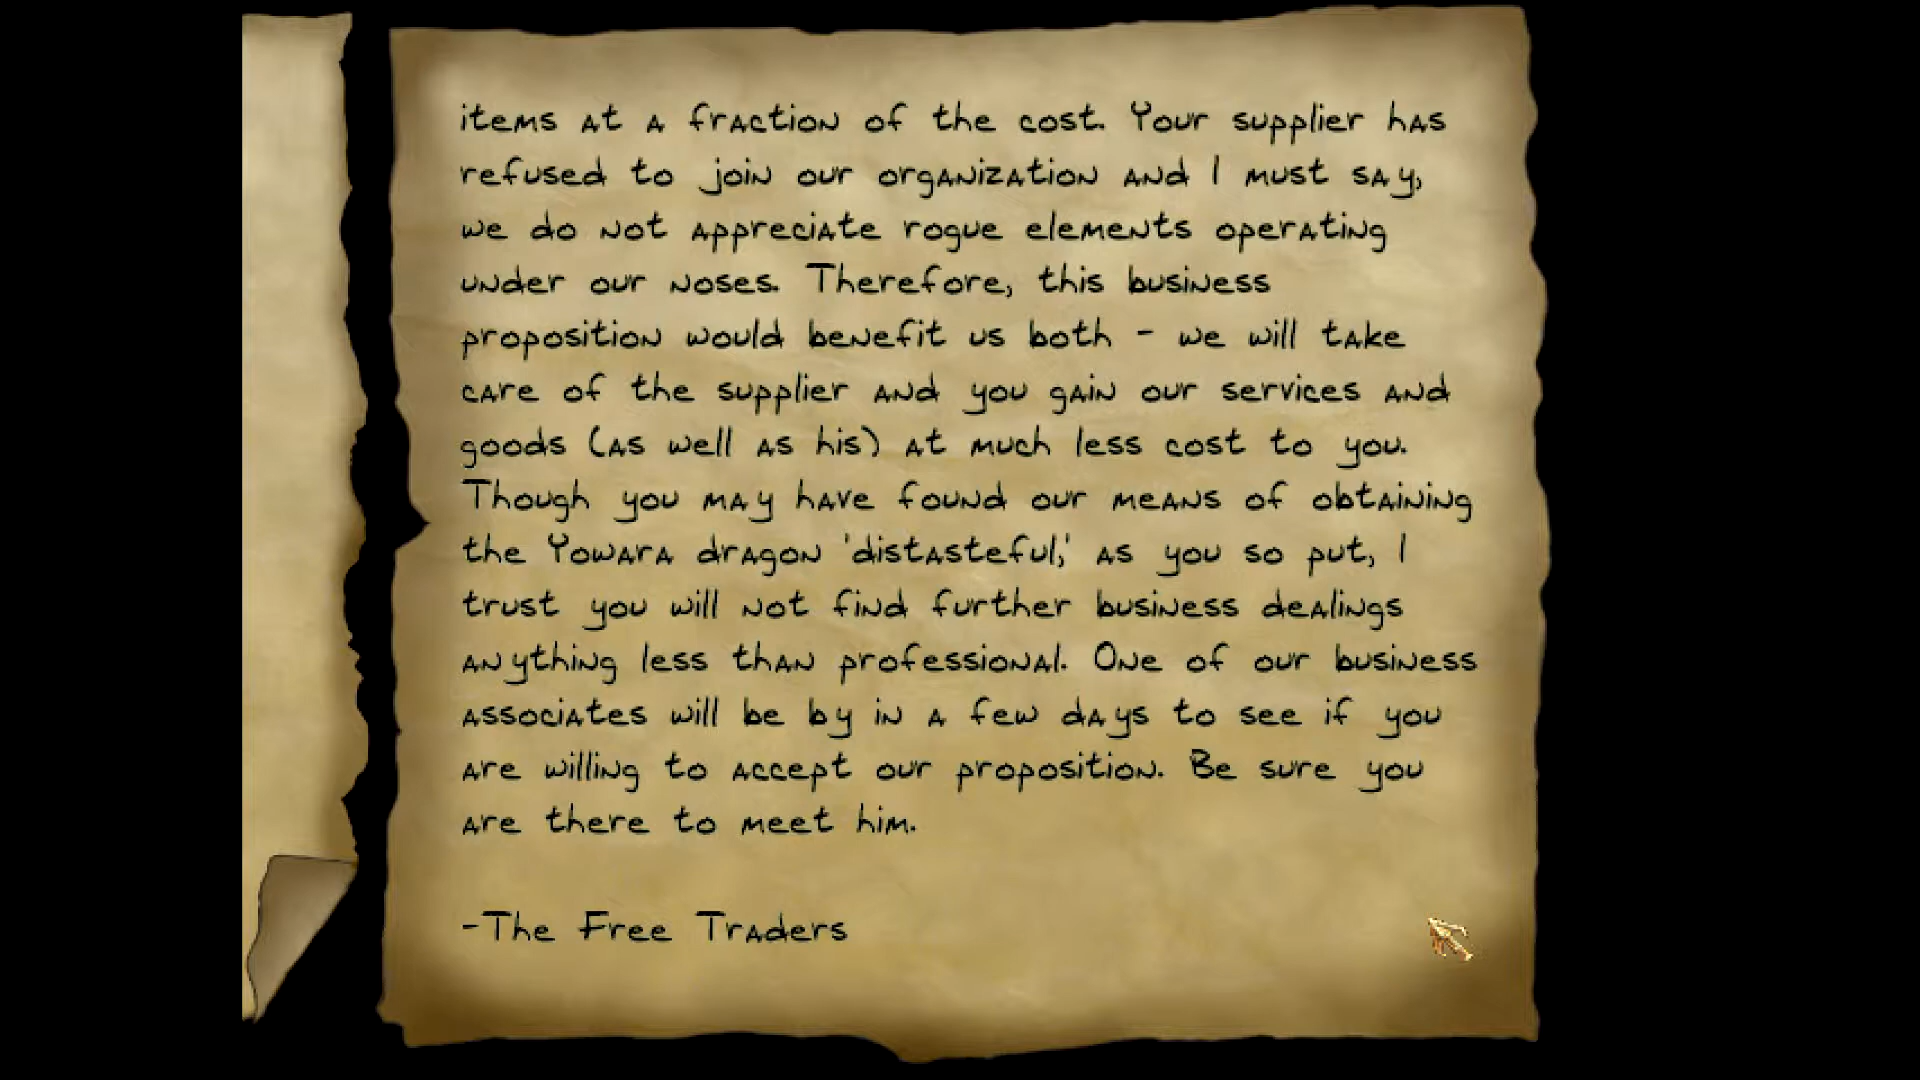 items at a fraction of the cost. Your supplier has
refused to join our organization and I must say,
we do not appreciate rogue elements operating
under our noses. Therefore, this business
proposition would benefit us both - we will take
care of the supplier and you gain our services and
goods (as well as his) at much less cost to you.
Though you may have found our means of obtaining
the Yowara dragon 'distasteful,' as you so put, I
trust you will not find further business dealings
anything less than professional. One of our business
associates will be by in a few days to see if you
are willing to accept our proposition. Be sure you
are there to meet him.
-The Free Traders